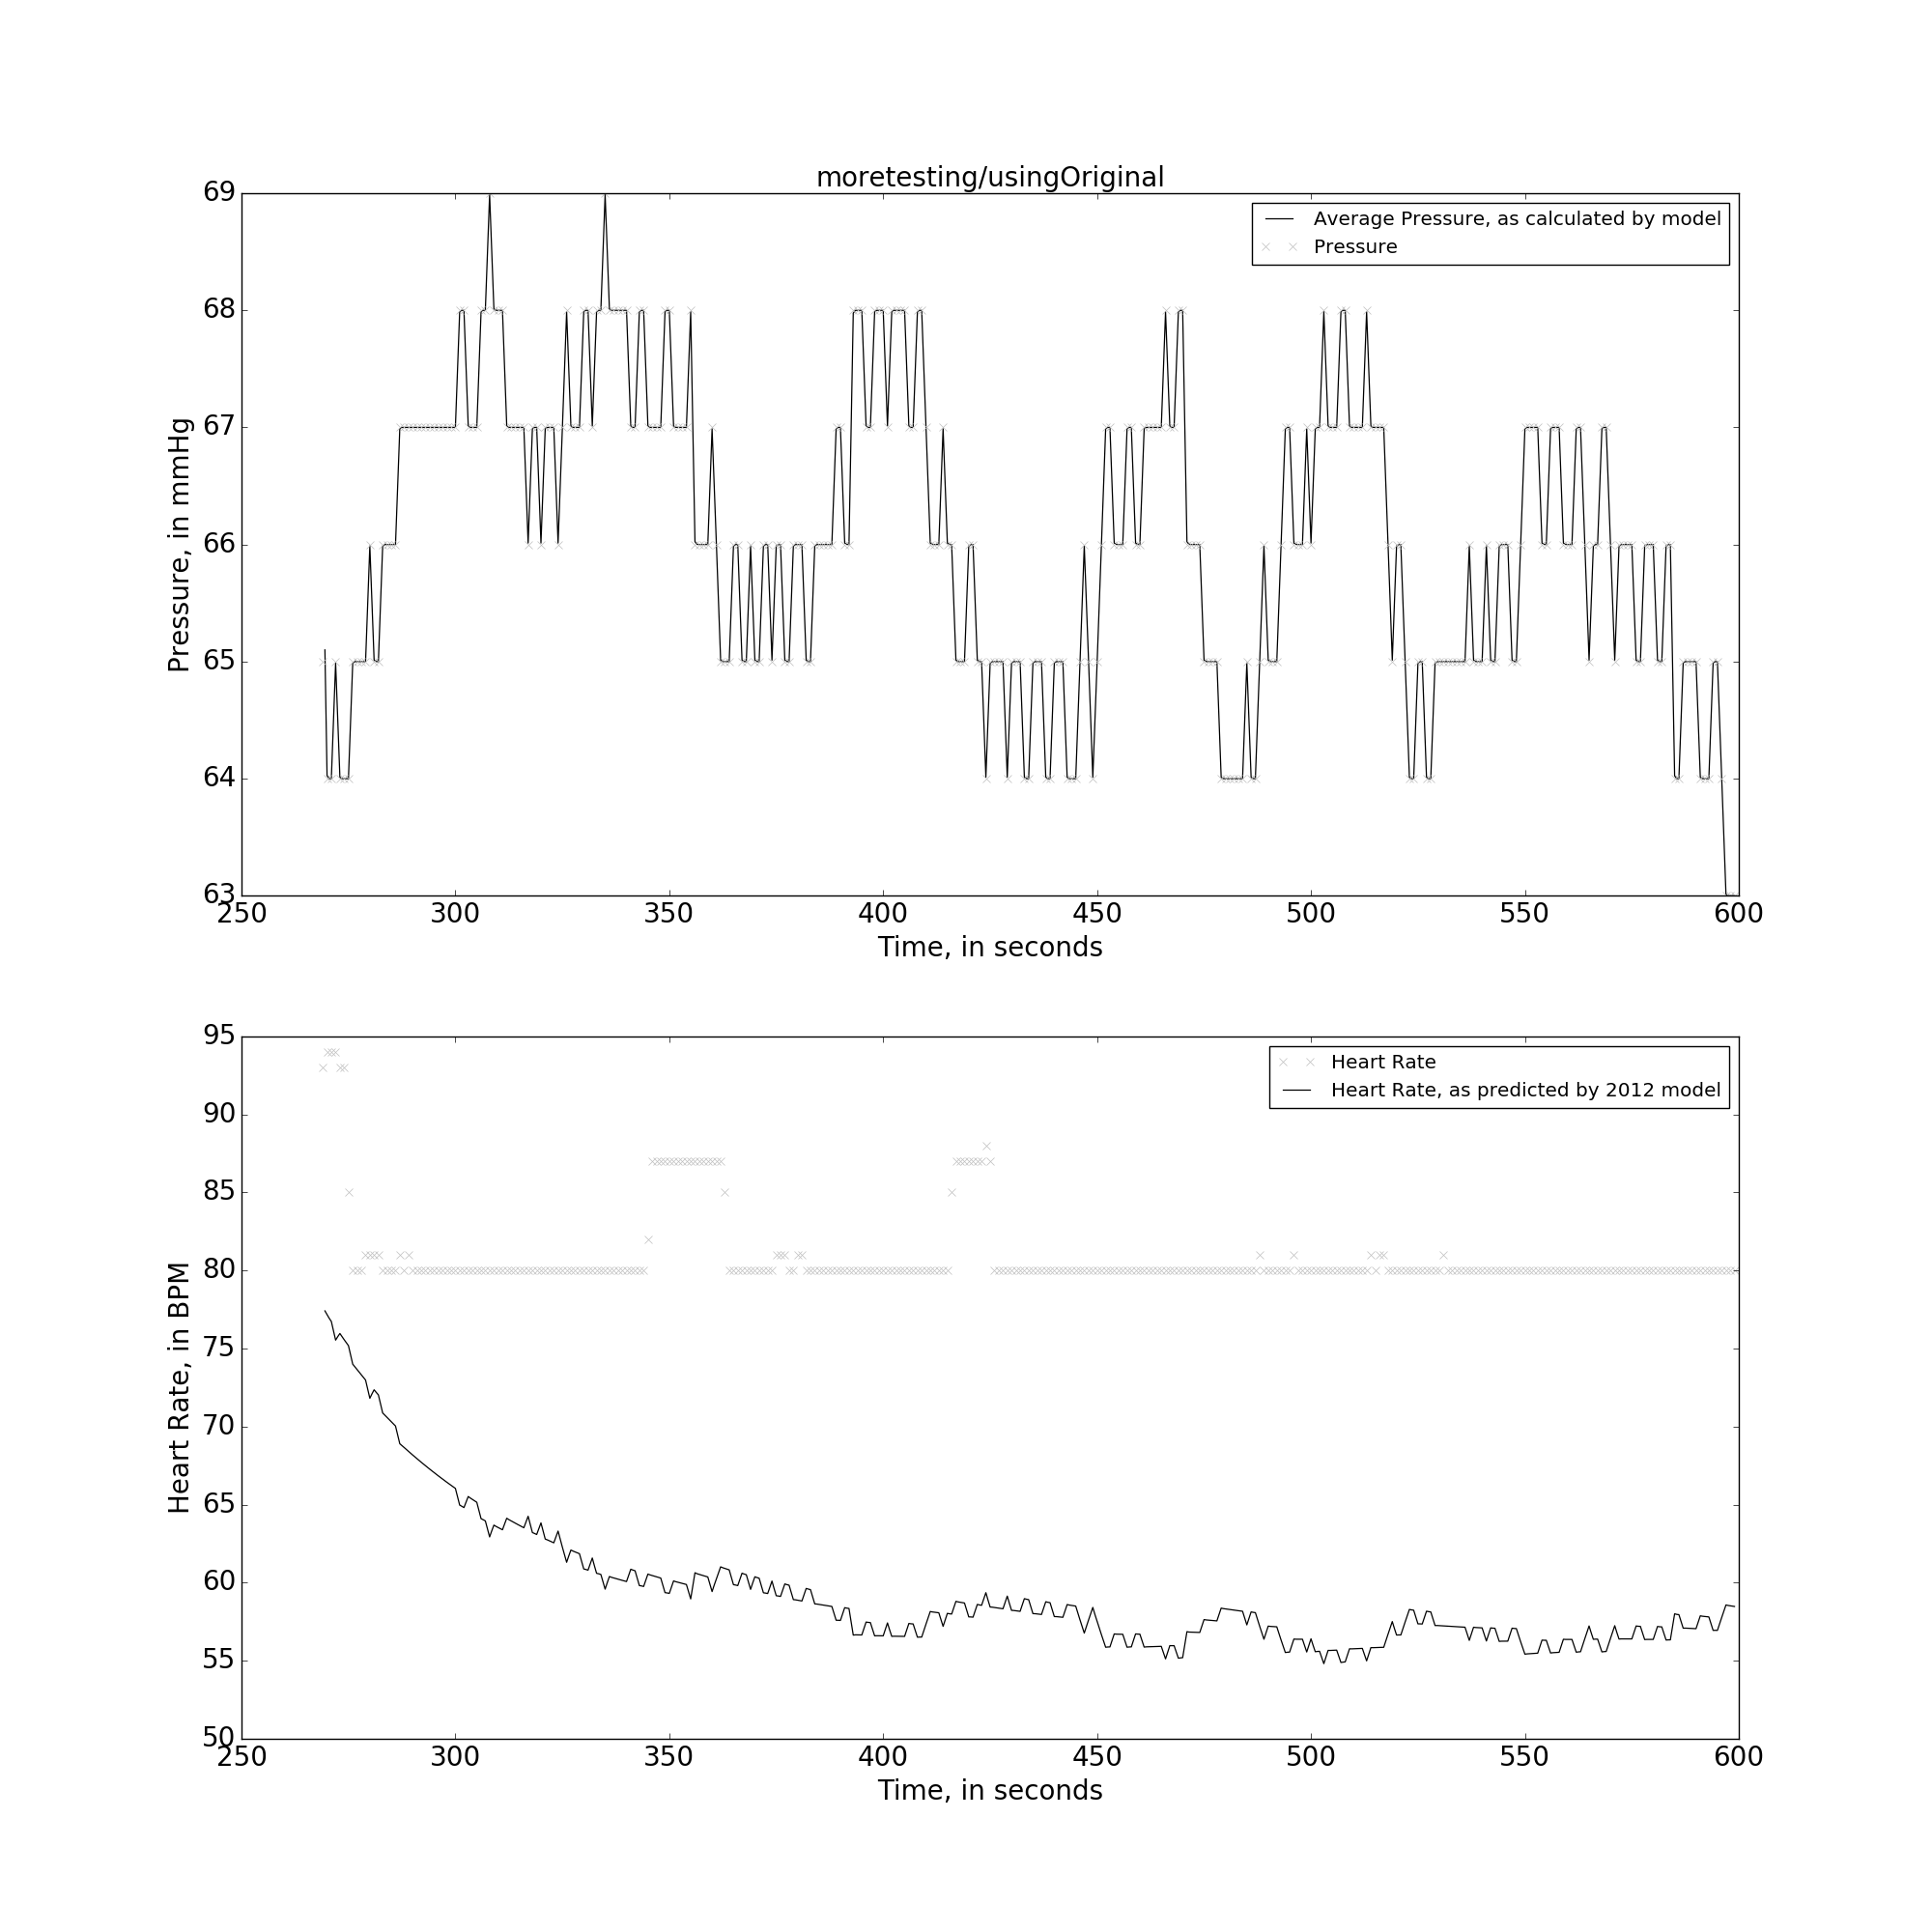 moretesting/usingOriginal
69
68
67
66
65
64
63
Pressure, in mmHg
Average Pressure, as calculated by model
Pressure
250 300 350 400 450 500 550 600
Time, in seconds
95
90
85
80
75
70
65
60
55
50
Heart Rate, in BPM
Heart Rate
Heart Rate, as predicted by 2012 model
250 300 350 400 450 500 550 600
Time, in seconds